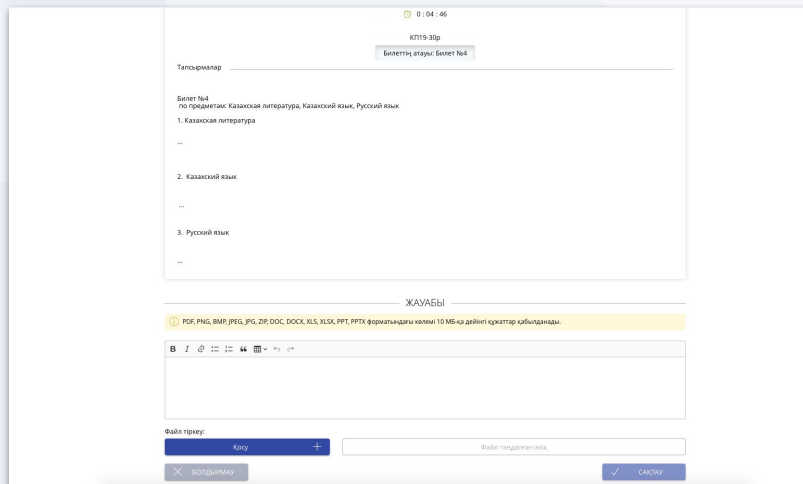 0 : 04 : 46
КП19-30р
Билеттің атауы: Билет №4
Тапсырмалар
Билет №4
по предметам: Казахская литература, Казахский язык, Русский язык
1. Казахская литература
...
2. Казахский язык
...
3. Русский язык
...
ЖАУАБЫ
PDF, PNG, BMP, JPEG, JPG, ZIP, DOC, DOCX, XLS, XLSX, PPT, PPTX форматындағы көлемі 10 МБ-қа дейінгі құжаттар қабылданады.
B I
Файл тіркеу:
Қосу
Файл таңдалған жоқ
БОЛДЫРМАУ
САҚТАУ